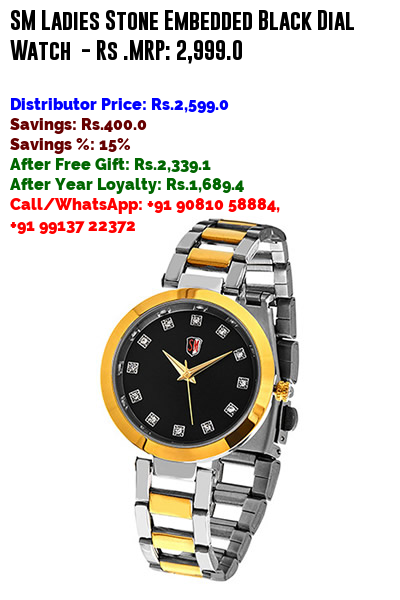 SM Ladies Stone Embedded Black Dial
Watch - Rs .MRP: 2,999.0
Distributor Price: Rs.2,599.0
Savings: Rs.400.0
Savings %: 15%
After Free Gift: Rs.2,339.1
After Year Loyalty: Rs.1,689.4
Call/WhatsApp: +91 90810 58884,
+91 99137 22372
SM